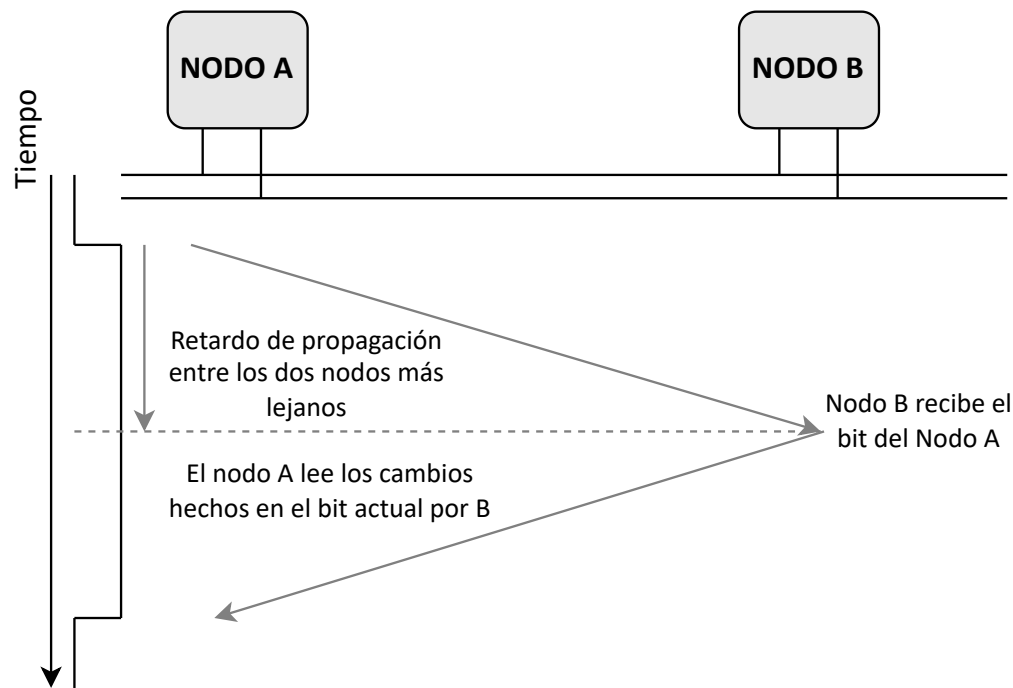 NODO A
NODO B
Tiempo
Retardo de propagación
entre los dos nodos más
lejanos
Nodo B recibe el
bit del Nodo A
El nodo A lee los cambios
hechos en el bit actual por B